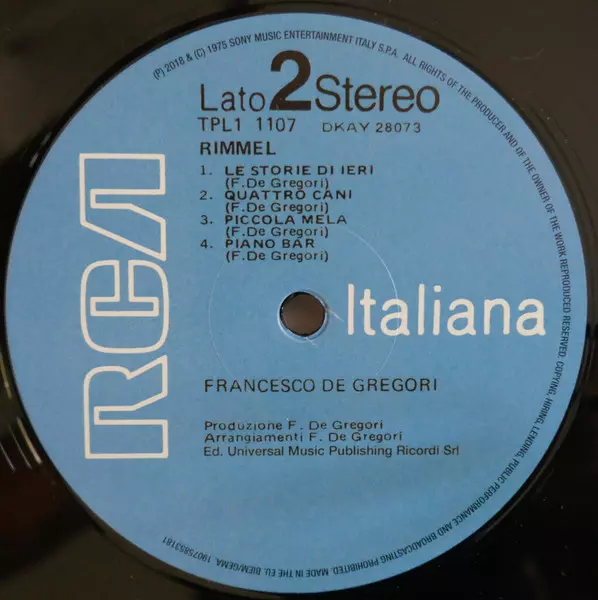 (P) 2018 & (C) 1975 SONY MUSIC ENTERTAINMENT ITALY S.P.A. ALL RIGHTS OF THE PRODUCER AND OF THE OWNER OF THE WORK REPRODUCED RESERVED. COPYING, HIRING, LENDING, PUBLIC PERFORMANCE AND BROADCASTING PROHIBITED. MADE IN THE EU. BIEM/GEMA. 19075853181
Lato 2 Stereo
TPL1 1107 DKAY 28073
RIMMEL
1. LE STORIE DI IERI
(F. De Gregori)
2. QUATTRO CANI
(F. De Gregori)
3. PICCOLA MELA
(F. De Gregori)
4. PIANO BAR
(F. De Gregori)
RCA
Italiana
FRANCESCO DE GREGORI
Produzione F. De Gregori
Arrangiamenti F. De Gregori
Ed. Universal Music Publishing Ricordi Srl